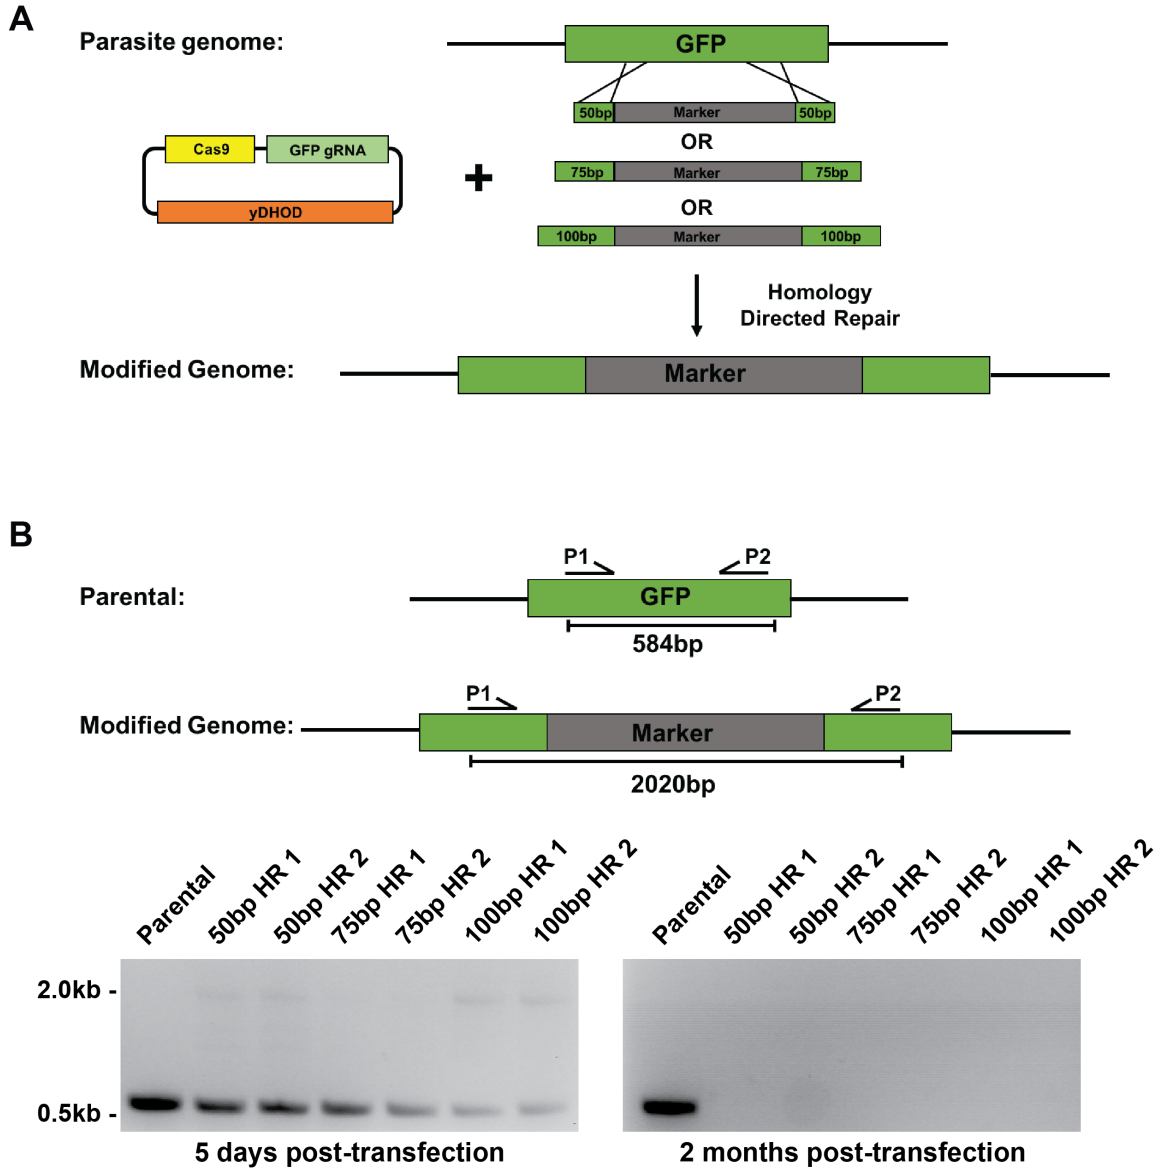 A
Parasite genome:
GFP
50bp Marker 50bp
OR
Cas9 GFP gRNA
+
75bp Marker 75bp
yDHOD
OR
100bp Marker 100bp
Homology
Directed Repair
Modified Genome:
Marker
B
P1 P2
Parental:
GFP
584bp
P1 P2
Modified Genome:
Marker
2020bp
Parental
50bp HR 1
50bp HR 2
75bp HR 1
75bp HR 2
100bp HR 1
100bp HR 2
Parental
50bp HR 1
50bp HR 2
75bp HR 1
75bp HR 2
100bp HR 1
100bp HR 2
2.0kb -
0.5kb -
5 days post-transfection
2 months post-transfection